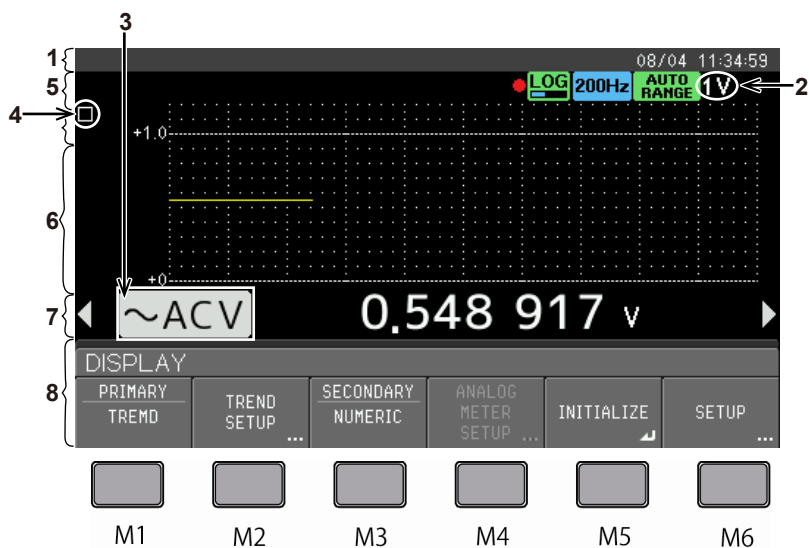 3
1
08/04 11:34:59
5
LOG 200Hz AUTO RANGE 1V
2
4
+1.0
6
+0
7
~ACV 0.548 917 V
8
DISPLAY
PRIMARY
TREMD
TREND
SETUP ...
SECONDARY
NUMERIC
ANALOG
METER
SETUP ...
INITIALIZE
SETUP
...
M1 M2 M3 M4 M5 M6